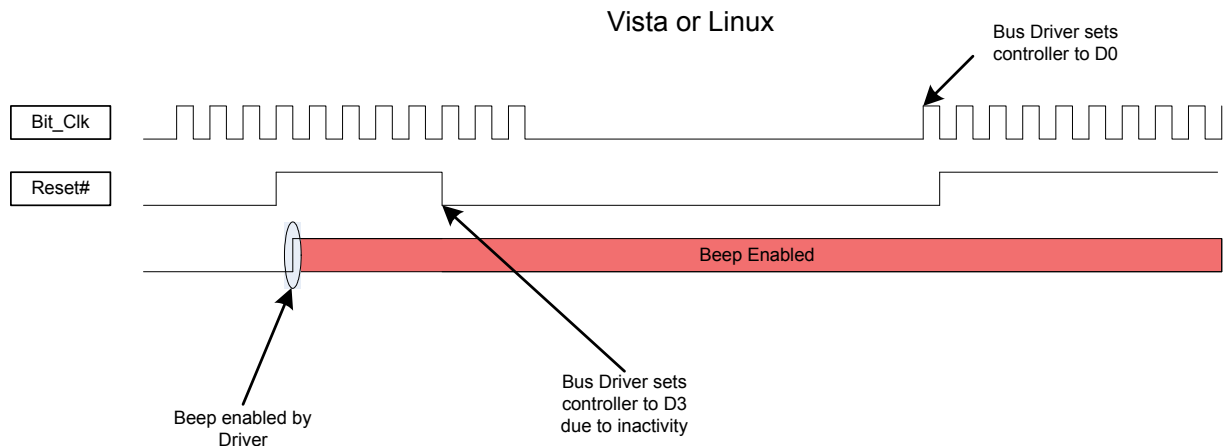 Vista or Linux
Bus Driver sets
controller to D0
Bit_Clk
Reset#
Beep Enabled
Beep enabled by
Driver
Bus Driver sets
controller to D3
due to inactivity